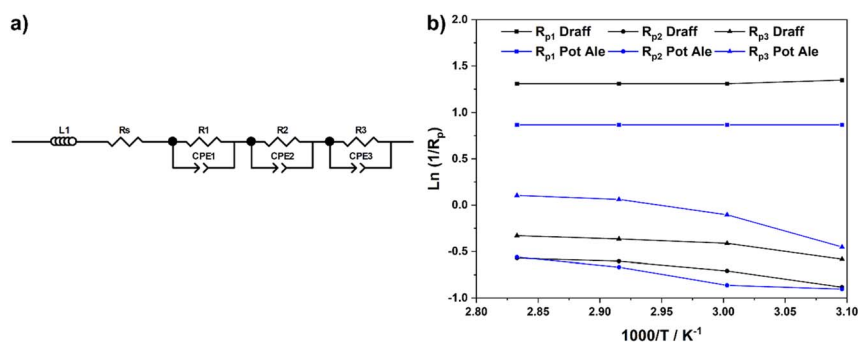 a)
L1
Rs
R1
R2
R3
CPE1
CPE2
CPE3
b)
Rp1 Draff
Rp2 Draff
Rp3 Draff
Rp1 Pot Ale
Rp2 Pot Ale
Rp3 Pot Ale
Ln (1/Rp)
2.0
1.5
1.0
0.5
0.0
-0.5
-1.0
2.80
2.85
2.90
2.95
3.00
3.05
3.10
1000/T / K-1